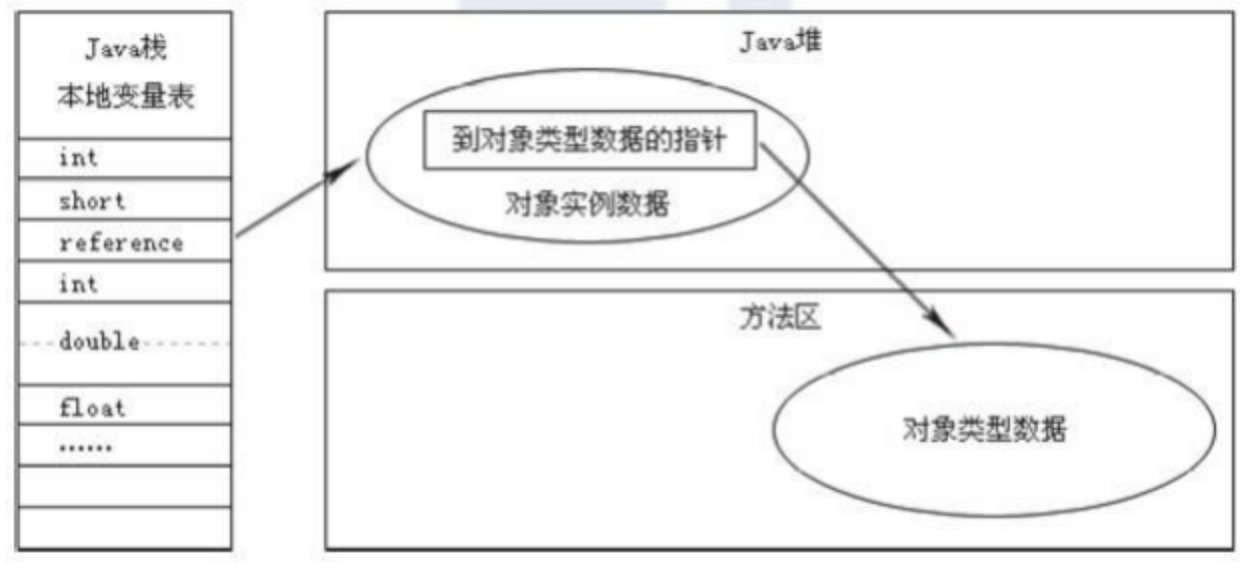 Java栈
本地变量表
int
short
reference
int
double
float
……
Java堆
到对象类型数据的指针
对象实例数据
方法区
对象类型数据